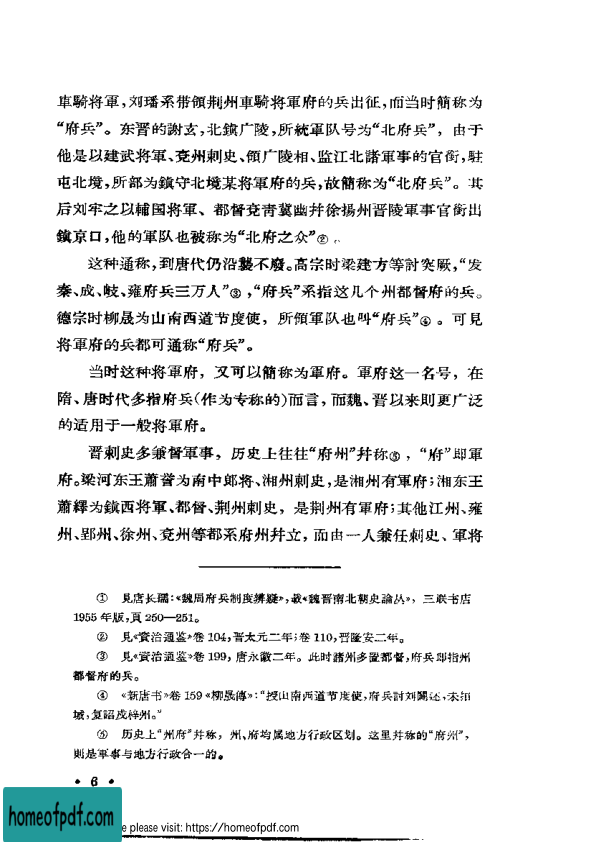 車騎将軍，刘璠系带領荆州車騎将軍府的兵出征，而当时簡称为
“府兵”。东晋的謝玄，北鎮广陵，所統軍队号为“北府兵”，由于
他是以建武将軍、兗州刺史、領广陵相、监江北諸軍事的官銜，駐
屯北境，所部为鎮守北境某将軍府的兵，故簡称为“北府兵”。其
后刘牢之以輔国将軍、都督兗青冀幽幷徐揚州晋陵軍事官銜出
鎮京口，他的軍队也被称为“北府之众”②。
这种通称，到唐代仍沿襲不廢。高宗时梁建方等討突厥，“发
秦、成、岐、雍府兵三万人”③，“府兵”系指这几个州都督府的兵。
德宗时柳晟为山南西道节度使，所領軍队也叫“府兵”④。可見
将軍府的兵都可通称“府兵”。
当时这种将軍府，又可以簡称为軍府。軍府这一名号，在
隋、唐时代多指府兵（作为专称的）而言，而魏、晋以来則更广泛
的适用于一般将軍府。
晋刺史多兼督軍事，历史上往往“府州”幷称⑤，“府”即軍
府。梁河东王蕭誉为南中郎将、湘州刺史，是湘州有軍府；湘东王
蕭繹为鎮西将軍、都督、荆州刺史，是荆州有軍府；其他江州、雍
州、郢州、徐州、兗州等都系府州幷立，而由一人兼任刺史、軍将
① 見唐长孺：《魏周府兵制度辨疑》，載《魏晋南北朝史論丛》，三联书店
1955年版，頁250—251。
② 見《資治通鉴》卷104，晋太元二年；卷110，晋隆安二年。
③ 見《資治通鉴》卷199，唐永徽二年。此时諸州多置都督，府兵即指州
都督府的兵。
④ 《新唐书》卷159《柳晟傳》：“授山南西道节度使，府兵討刘闢还，未扣
城，复詔戍梓州。”
⑤ 历史上“州府”幷称，州、府均属地方行政区划。这里幷称的“府州”，
則是軍事与地方行政合一的。
• 6 •
homeofpdf.com
e please visit: https://homeofpdf.com